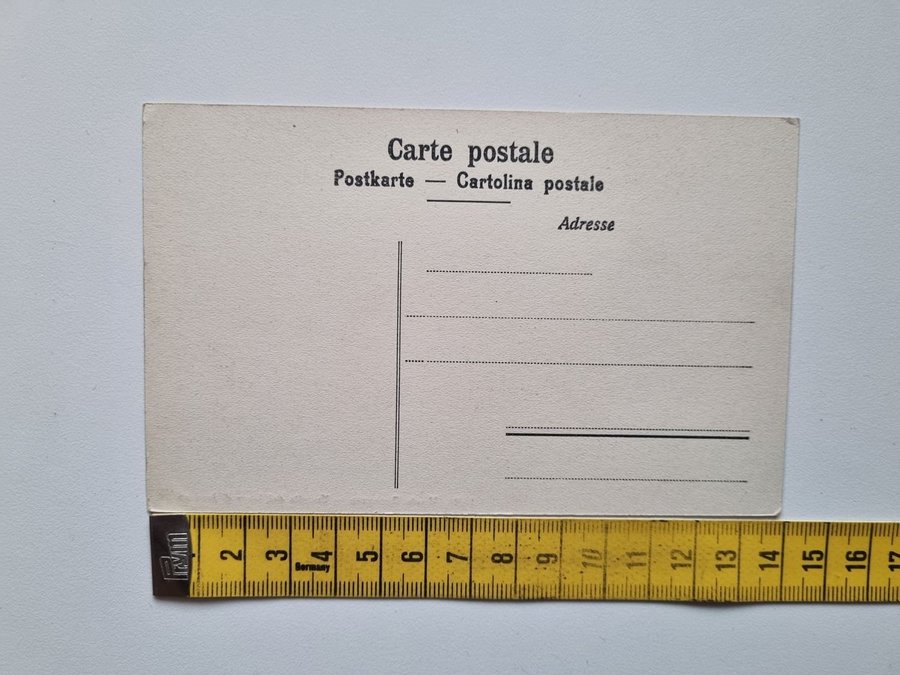 Carte postale
Postkarte — Cartolina postale
Adresse
Prym 2 3 4 5 6 7 8 9 10 11 12 13 14 15 16 17
Germany